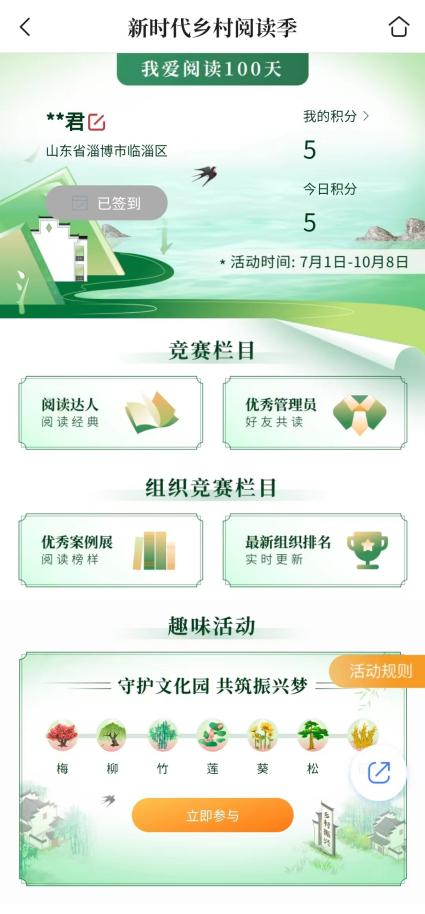 新时代乡村阅读季
我爱阅读100天
**君
山东省淄博市临淄区
已签到
我的积分
5
今日积分
5
* 活动时间: 7月1日-10月8日
竞赛栏目
阅读达人
阅读经典
优秀管理员
好友共读
组织竞赛栏目
优秀案例展
阅读榜样
最新组织排名
实时更新
趣味活动
活动规则
守护文化园 共筑振兴梦
梅
柳
竹
莲
葵
松
立即参与
乡村振兴